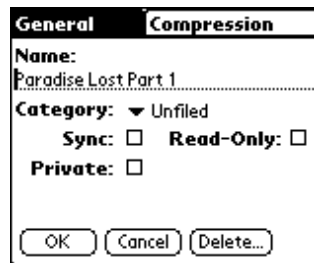 General Compression
Name:
Paradise Lost Part 1
Category: Unfiled
Sync: Read-Only:
Private:
OK Cancel Delete...